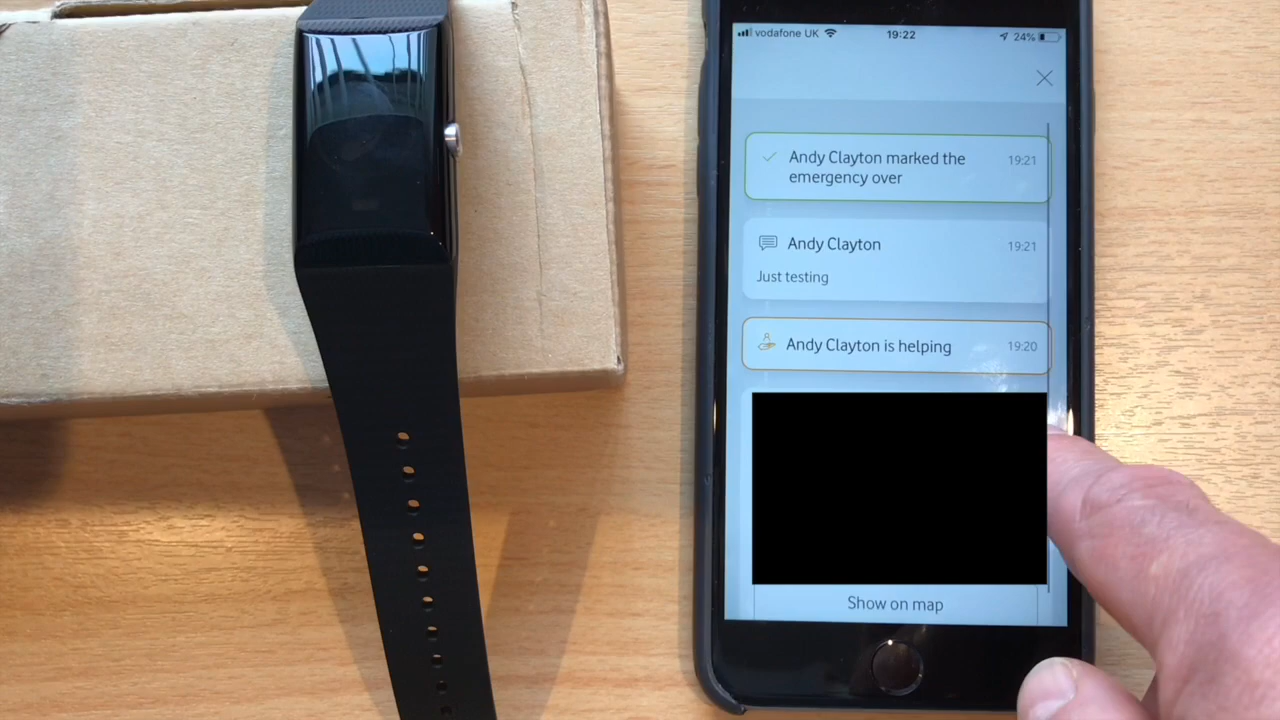 vodafone UK 19:22 24%
Andy Clayton marked the 19:21
emergency over
Andy Clayton 19:21
Just testing
Andy Clayton is helping 19:20
Show on map